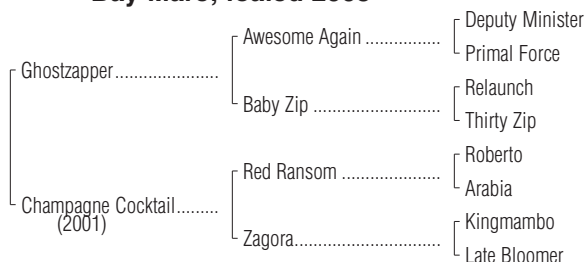 Bay Mare, foaled
Deputy Minister
Awesome Again
Primal Force
Ghostzapper
Relaunch
Baby Zip
Thirty Zip
Roberto
Red Ransom
Arabia
Champagne Cocktail
(2001)
Kingmambo
Zagora
Late Bloomer